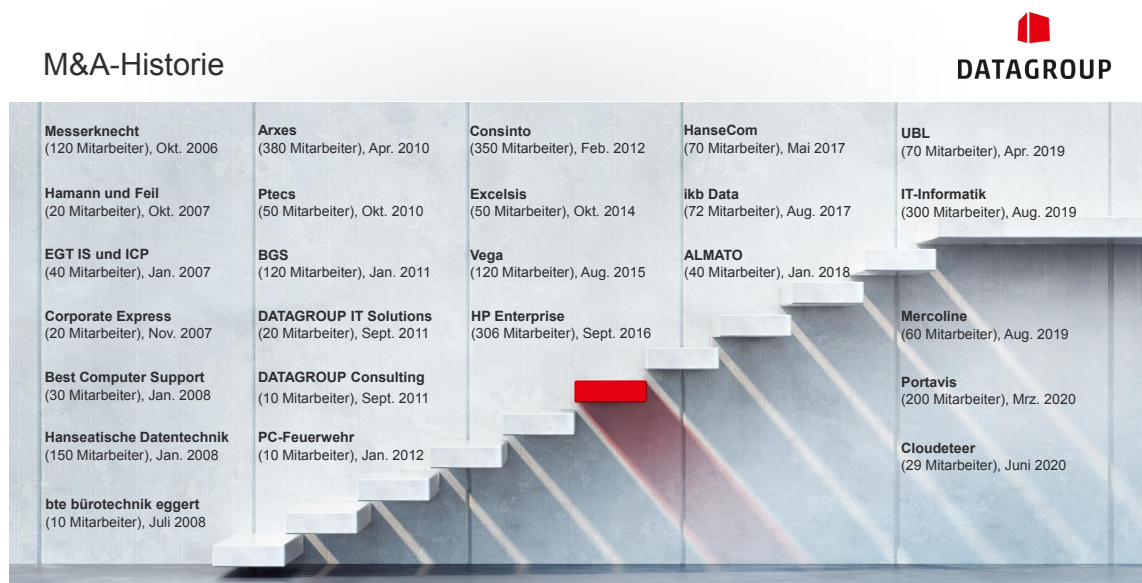 M&A-Historie
DATAGROUP
Messerknecht
(120 Mitarbeiter), Okt. 2006
Hamann und Feil
(20 Mitarbeiter), Okt. 2007
EGT IS und ICP
(40 Mitarbeiter), Jan. 2007
Corporate Express
(20 Mitarbeiter), Nov. 2007
Best Computer Support
(30 Mitarbeiter), Jan. 2008
Hanseatische Datentechnik
(150 Mitarbeiter), Jan. 2008
bte bürotechnik eggert
(10 Mitarbeiter), Juli 2008
Arxes
(380 Mitarbeiter), Apr. 2010
Ptecs
(50 Mitarbeiter), Okt. 2010
BGS
(120 Mitarbeiter), Jan. 2011
DATAGROUP IT Solutions
(20 Mitarbeiter), Sept. 2011
DATAGROUP Consulting
(10 Mitarbeiter), Sept. 2011
PC-Feuerwehr
(10 Mitarbeiter), Jan. 2012
Consinto
(350 Mitarbeiter), Feb. 2012
Excelsis
(50 Mitarbeiter), Okt. 2014
Vega
(120 Mitarbeiter), Aug. 2015
HP Enterprise
(306 Mitarbeiter), Sept. 2016
HanseCom
(70 Mitarbeiter), Mai 2017
ikb Data
(72 Mitarbeiter), Aug. 2017
ALMATO
(40 Mitarbeiter), Jan. 2018
UBL
(70 Mitarbeiter), Apr. 2019
IT-Informatik
(300 Mitarbeiter), Aug. 2019
Mercoline
(60 Mitarbeiter), Aug. 2019
Portavis
(200 Mitarbeiter), Mrz. 2020
Cloudeteer
(29 Mitarbeiter), Juni 2020